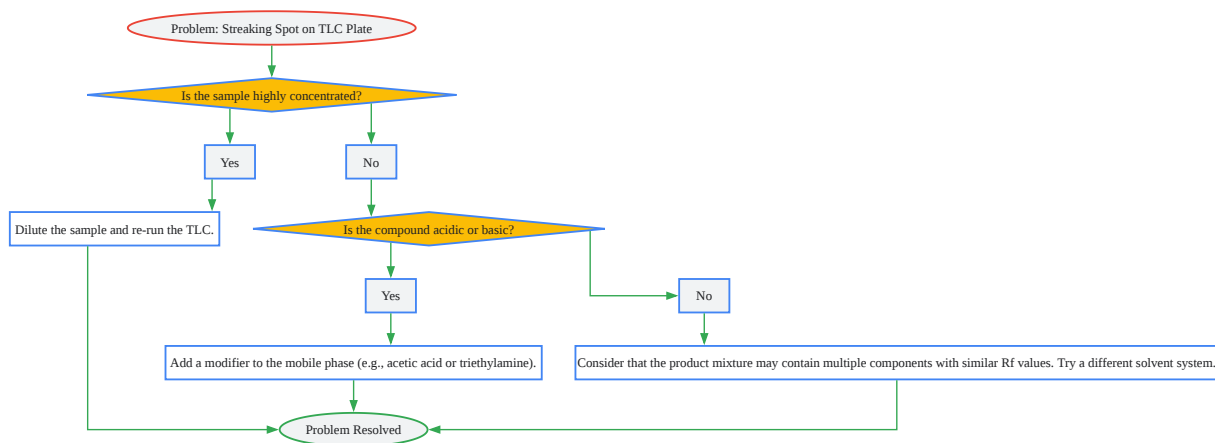 Problem: Streaking Spot on TLC Plate
Is the sample highly concentrated?
Yes
No
Dilute the sample and re-run the TLC.
Is the compound acidic or basic?
Yes
No
Add a modifier to the mobile phase (e.g., acetic acid or triethylamine).
Consider that the product mixture may contain multiple components with similar Rf values. Try a different solvent system.
Problem Resolved